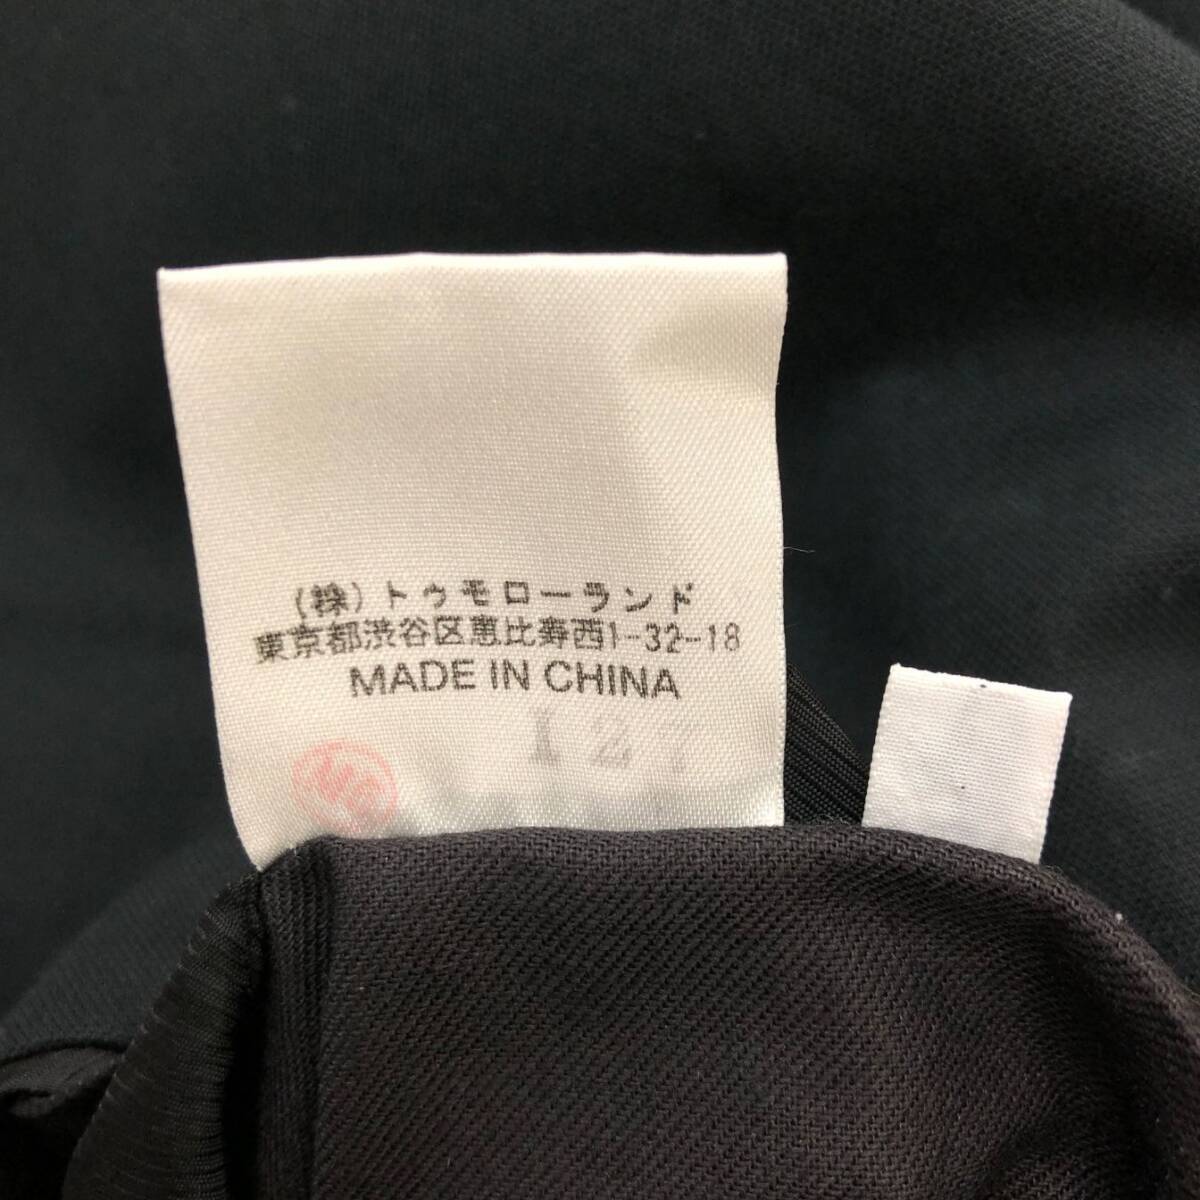 (株)トゥモローランド
東京都渋谷区恵比寿西1-32-18
MADE IN CHINA
127